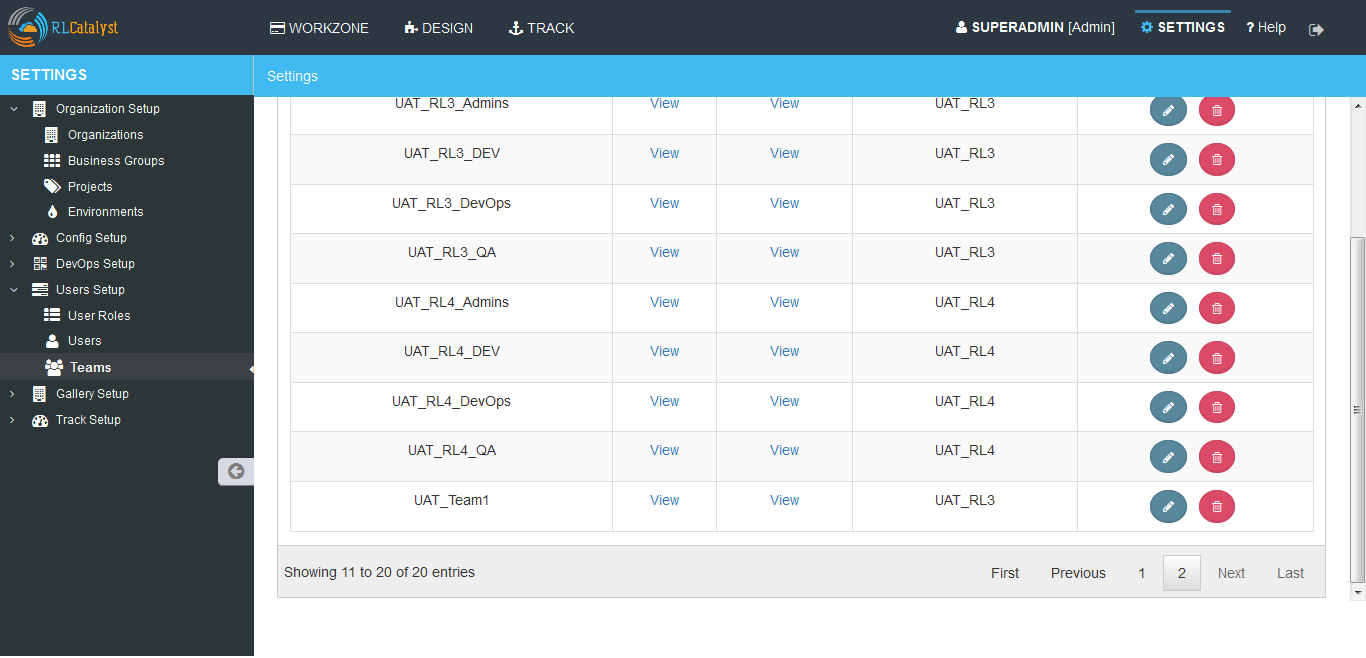 RLCatalyst WORKZONE DESIGN TRACK SUPERADMIN [Admin] SETTINGS ? Help
SETTINGS
Settings
Organization Setup
Organizations
Business Groups
Projects
Environments
Config Setup
DevOps Setup
Users Setup
User Roles
Users
Teams
Gallery Setup
Track Setup
UAT_RL3_Admins View View UAT_RL3
UAT_RL3_DEV View View UAT_RL3
UAT_RL3_DevOps View View UAT_RL3
UAT_RL3_QA View View UAT_RL3
UAT_RL4_Admins View View UAT_RL4
UAT_RL4_DEV View View UAT_RL4
UAT_RL4_DevOps View View UAT_RL4
UAT_RL4_QA View View UAT_RL4
UAT_Team1 View View UAT_RL3
Showing 11 to 20 of 20 entries First Previous 1 2 Next Last